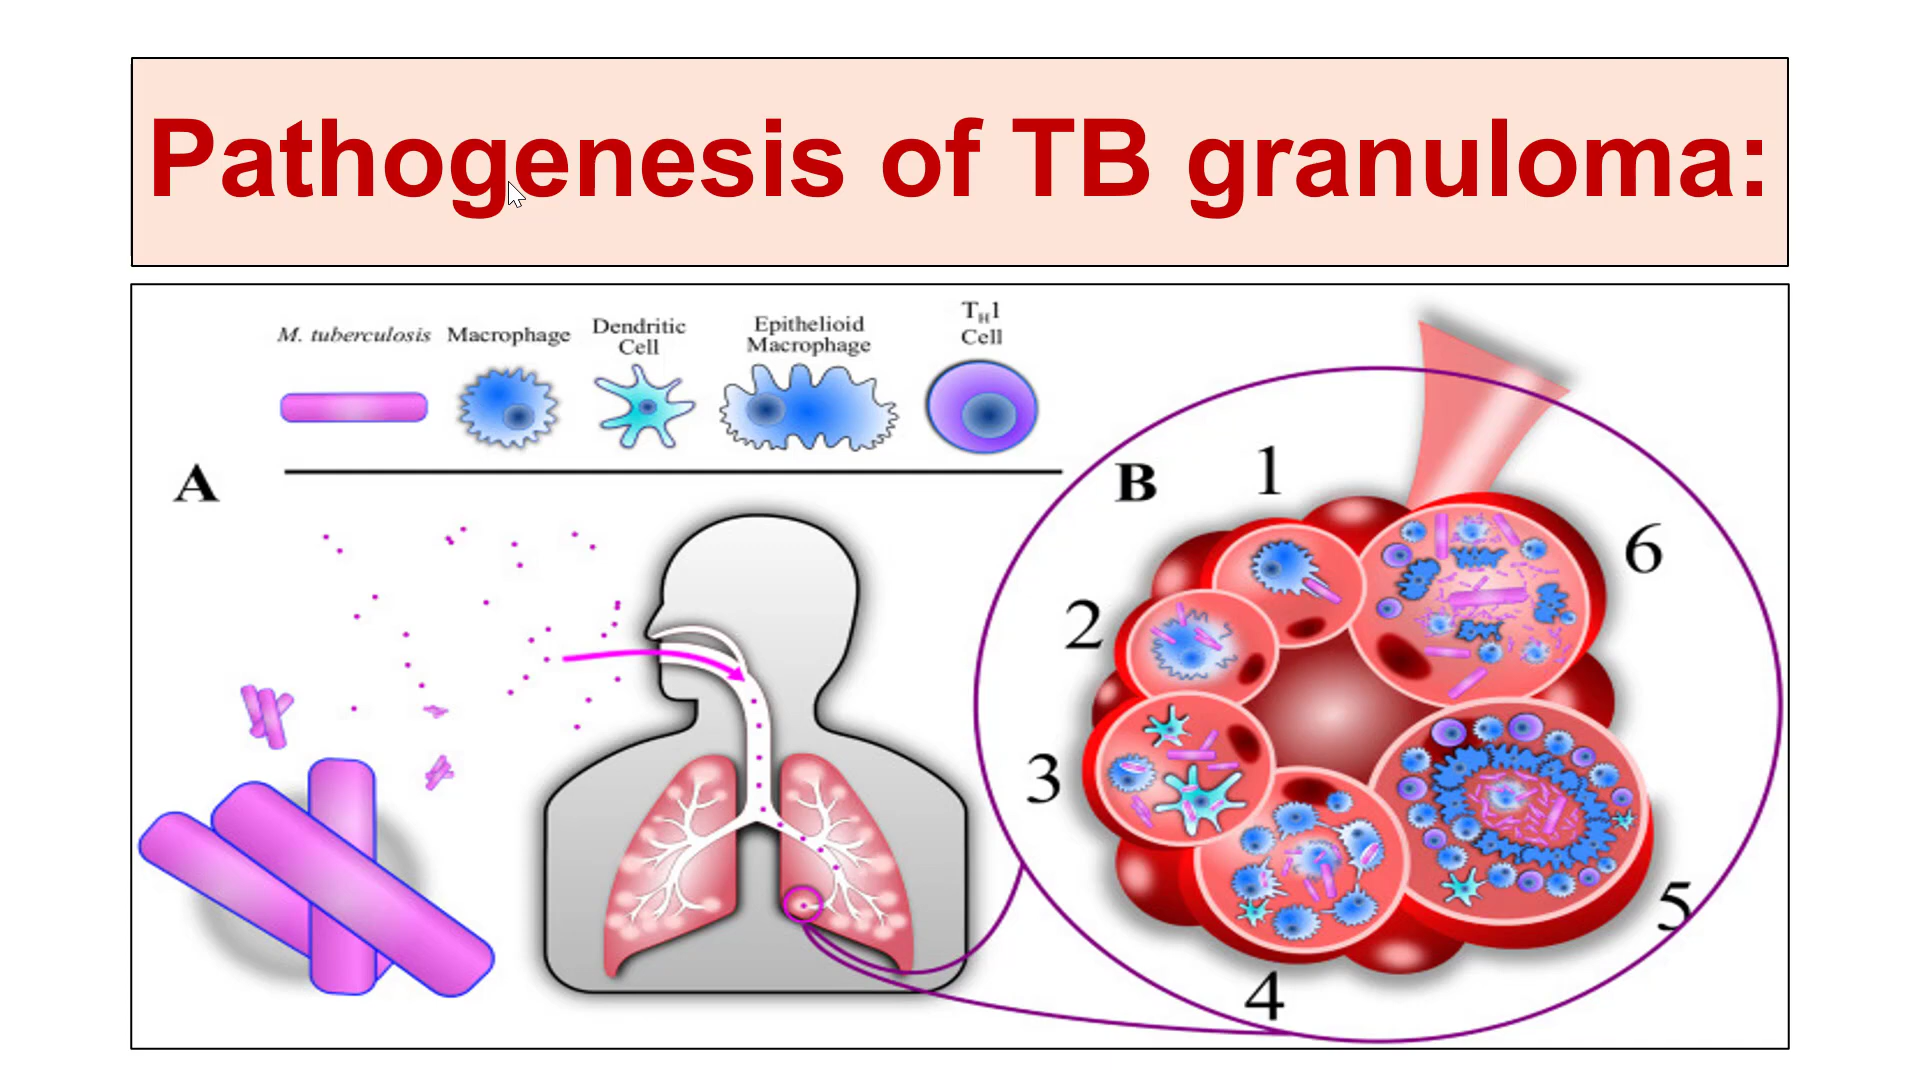 Pathogenesis of TB granuloma:
M. tuberculosis
Macrophage
Dendritic
Cell
Epithelioid
Macrophage
TH1
Cell
A
B
1
2
3
4
5
6